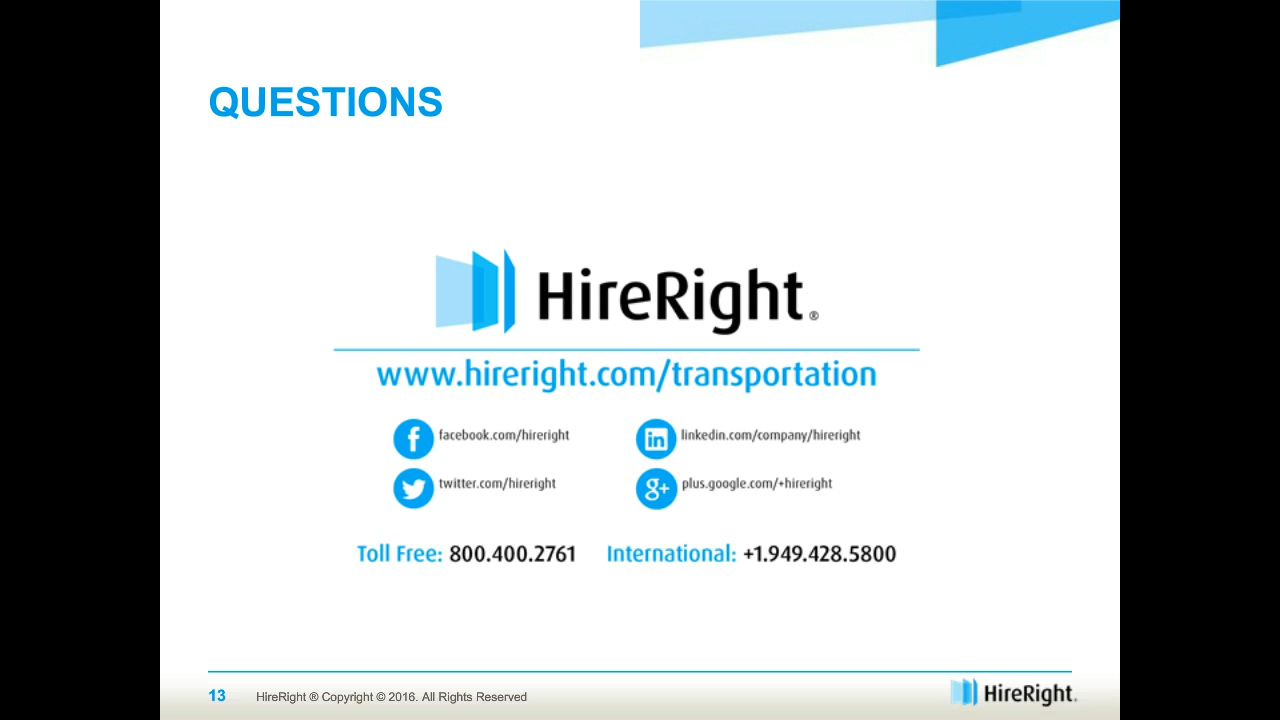 QUESTIONS
HireRight®
www.hireright.com/transportation
facebook.com/hireright
linkedin.com/company/hireright
twitter.com/hireright
plus.google.com/+hireright
Toll Free: 800.400.2761 International: +1.949.428.5800
13 HireRight ® Copyright © 2016. All Rights Reserved
HireRight.